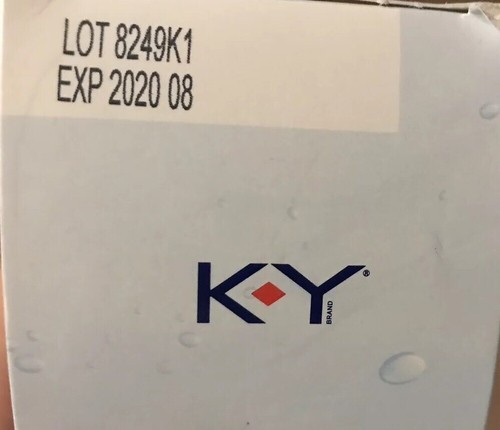 LOT 8249K1
EXP 2020 08
K Y ®
BRAND